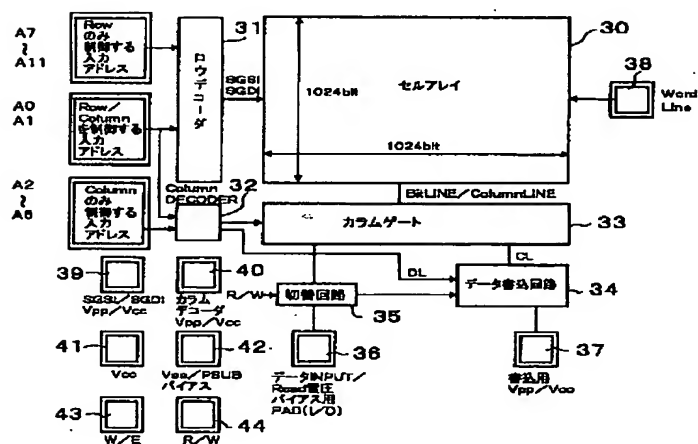 A7
~
A11
Row
のみ
制御する
入力
アドレス
A0
A1
Row/
Columnを制御する
入力
アドレス
A2
~
A6
Column
のみ
制御する
入力
アドレス
ロウデコーダ
31
SGSI
SGDI
セルアレイ
1024bit
1024bit
30
38
Word
Line
Column
DECODER
32
BitLINE/ColumnLINE
カラムゲート
33
DL
CL
データ書込回路
34
R/W
切替回路
35
36
データINPUT/
Read電圧
バイアス用
PAD(I/O)
37
書込用
Vpp/Vcc
39
SGSI/SGDI
Vpp/Vcc
40
カラム
デコーダ
Vpp/Vcc
41
Vcc
42
Vss/PSUB
バイアス
43
W/E
44
R/W